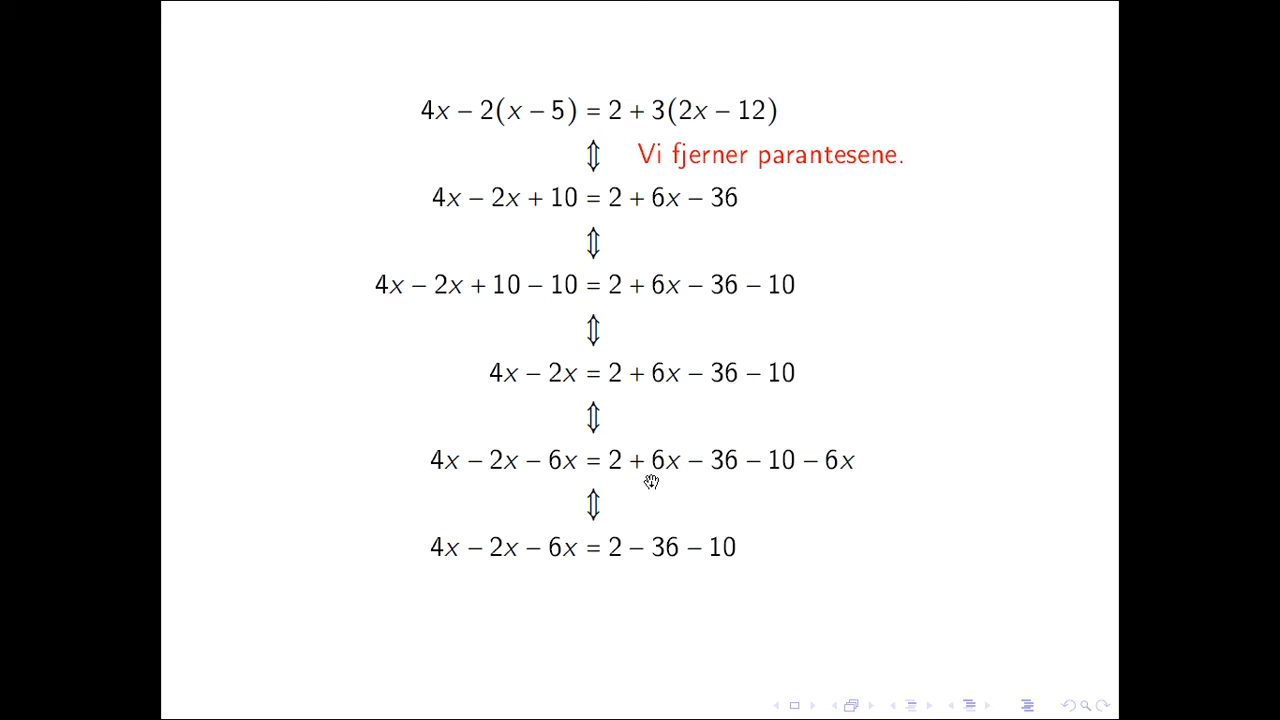 4x − 2(x − 5) = 2 + 3(2x − 12)
⇕ Vi fjerner parantesene.
4x − 2x + 10 = 2 + 6x − 36
⇕
4x − 2x + 10 − 10 = 2 + 6x − 36 − 10
⇕
4x − 2x = 2 + 6x − 36 − 10
⇕
4x − 2x − 6x = 2 + 6x − 36 − 10 − 6x
⇕
4x − 2x − 6x = 2 − 36 − 10